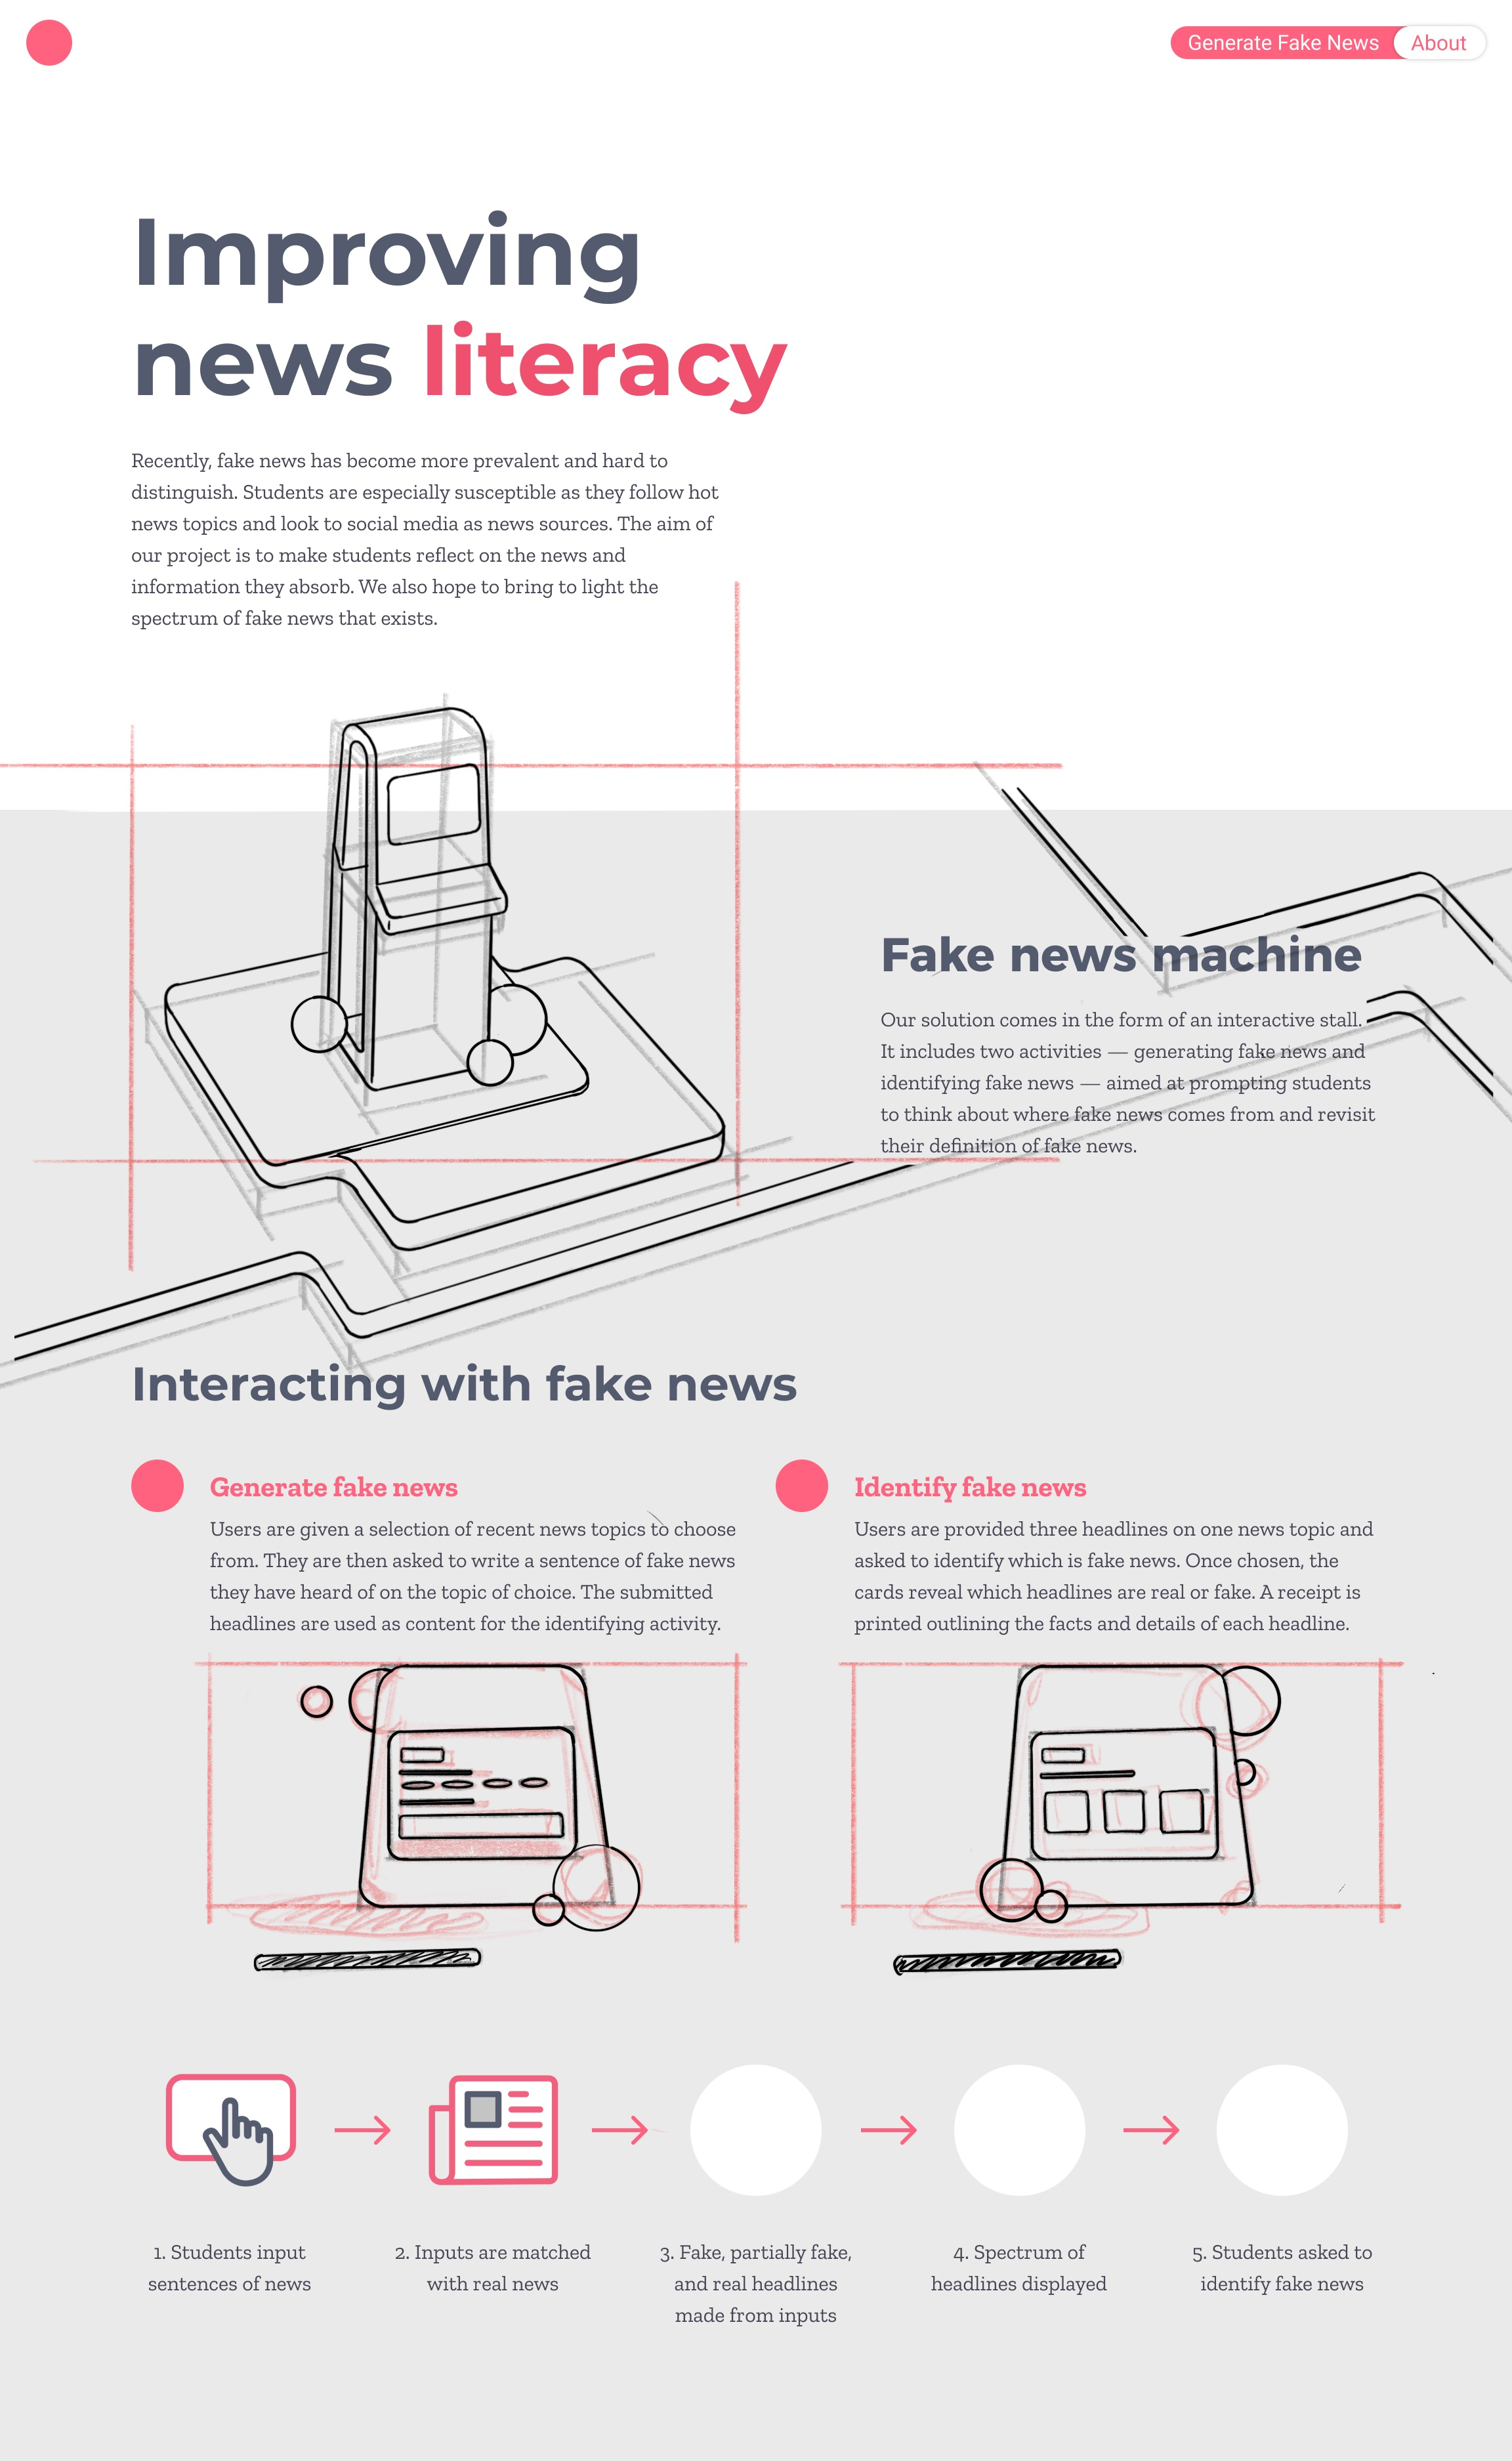 Generate Fake News
About
Improving
news literacy
Recently, fake news has become more prevalent and hard to
distinguish. Students are especially susceptible as they follow hot
news topics and look to social media as news sources. The aim of
our project is to make students reflect on the news and
information they absorb. We also hope to bring to light the
spectrum of fake news that exists.
Fake news machine
Our solution comes in the form of an interactive stall.
It includes two activities — generating fake news and
identifying fake news — aimed at prompting students
to think about where fake news comes from and revisit
their definition of fake news.
Interacting with fake news
Generate fake news
Users are given a selection of recent news topics to choose
from. They are then asked to write a sentence of fake news
they have heard of on the topic of choice. The submitted
headlines are used as content for the identifying activity.
Identify fake news
Users are provided three headlines on one news topic and
asked to identify which is fake news. Once chosen, the
cards reveal which headlines are real or fake. A receipt is
printed outlining the facts and details of each headline.
1. Students input
sentences of news
2. Inputs are matched
with real news
3. Fake, partially fake,
and real headlines
made from inputs
4. Spectrum of
headlines displayed
5. Students asked to
identify fake news